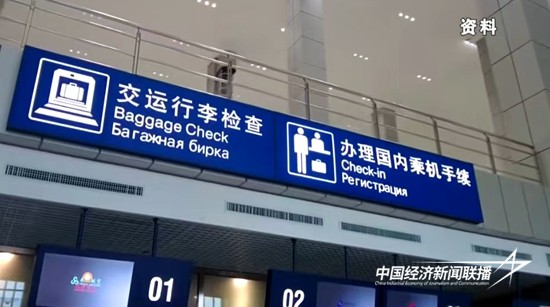 资料
交运行李检查
Baggage Check
Багажная бирка
办理国内乘机手续
Check-in
Регистрация
01
02
中国经济新闻联播